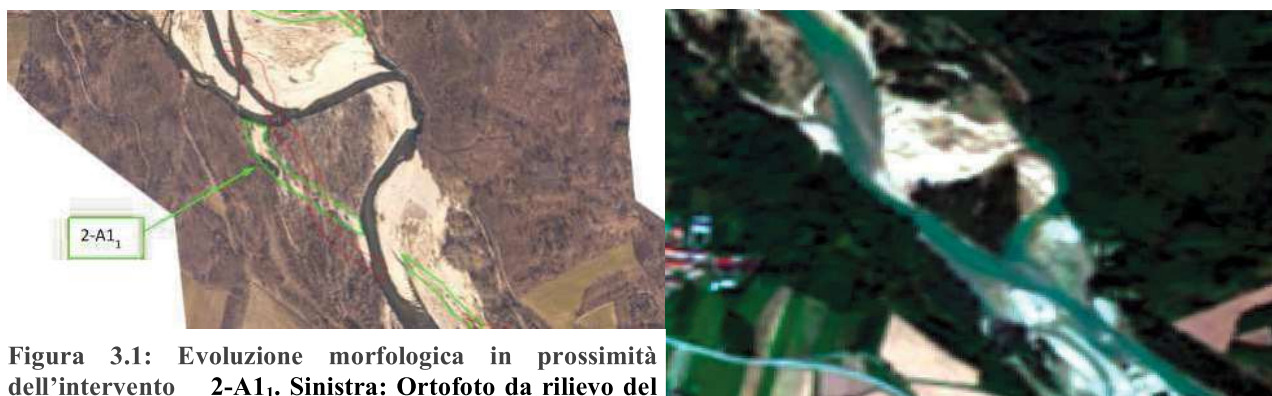 2-A1₁
Figura 3.1: Evoluzione morfologica in prossimità
dell'intervento 2-A1₁. Sinistra: Ortofoto da rilievo del